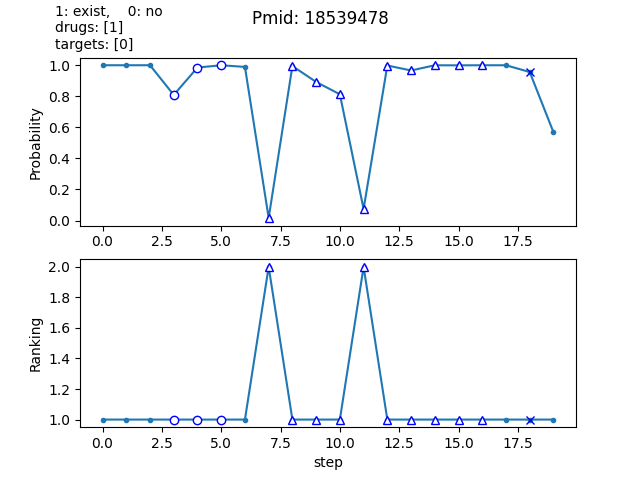 1: exist,    0: no
drugs: [1]
targets: [0]
Pmid: 18539478
1.0
0.8
0.6
0.4
0.2
0.0
Probability
0.0 2.5 5.0 7.5 10.0 12.5 15.0 17.5
2.0
1.8
1.6
1.4
1.2
1.0
Ranking
0.0 2.5 5.0 7.5 10.0 12.5 15.0 17.5
step